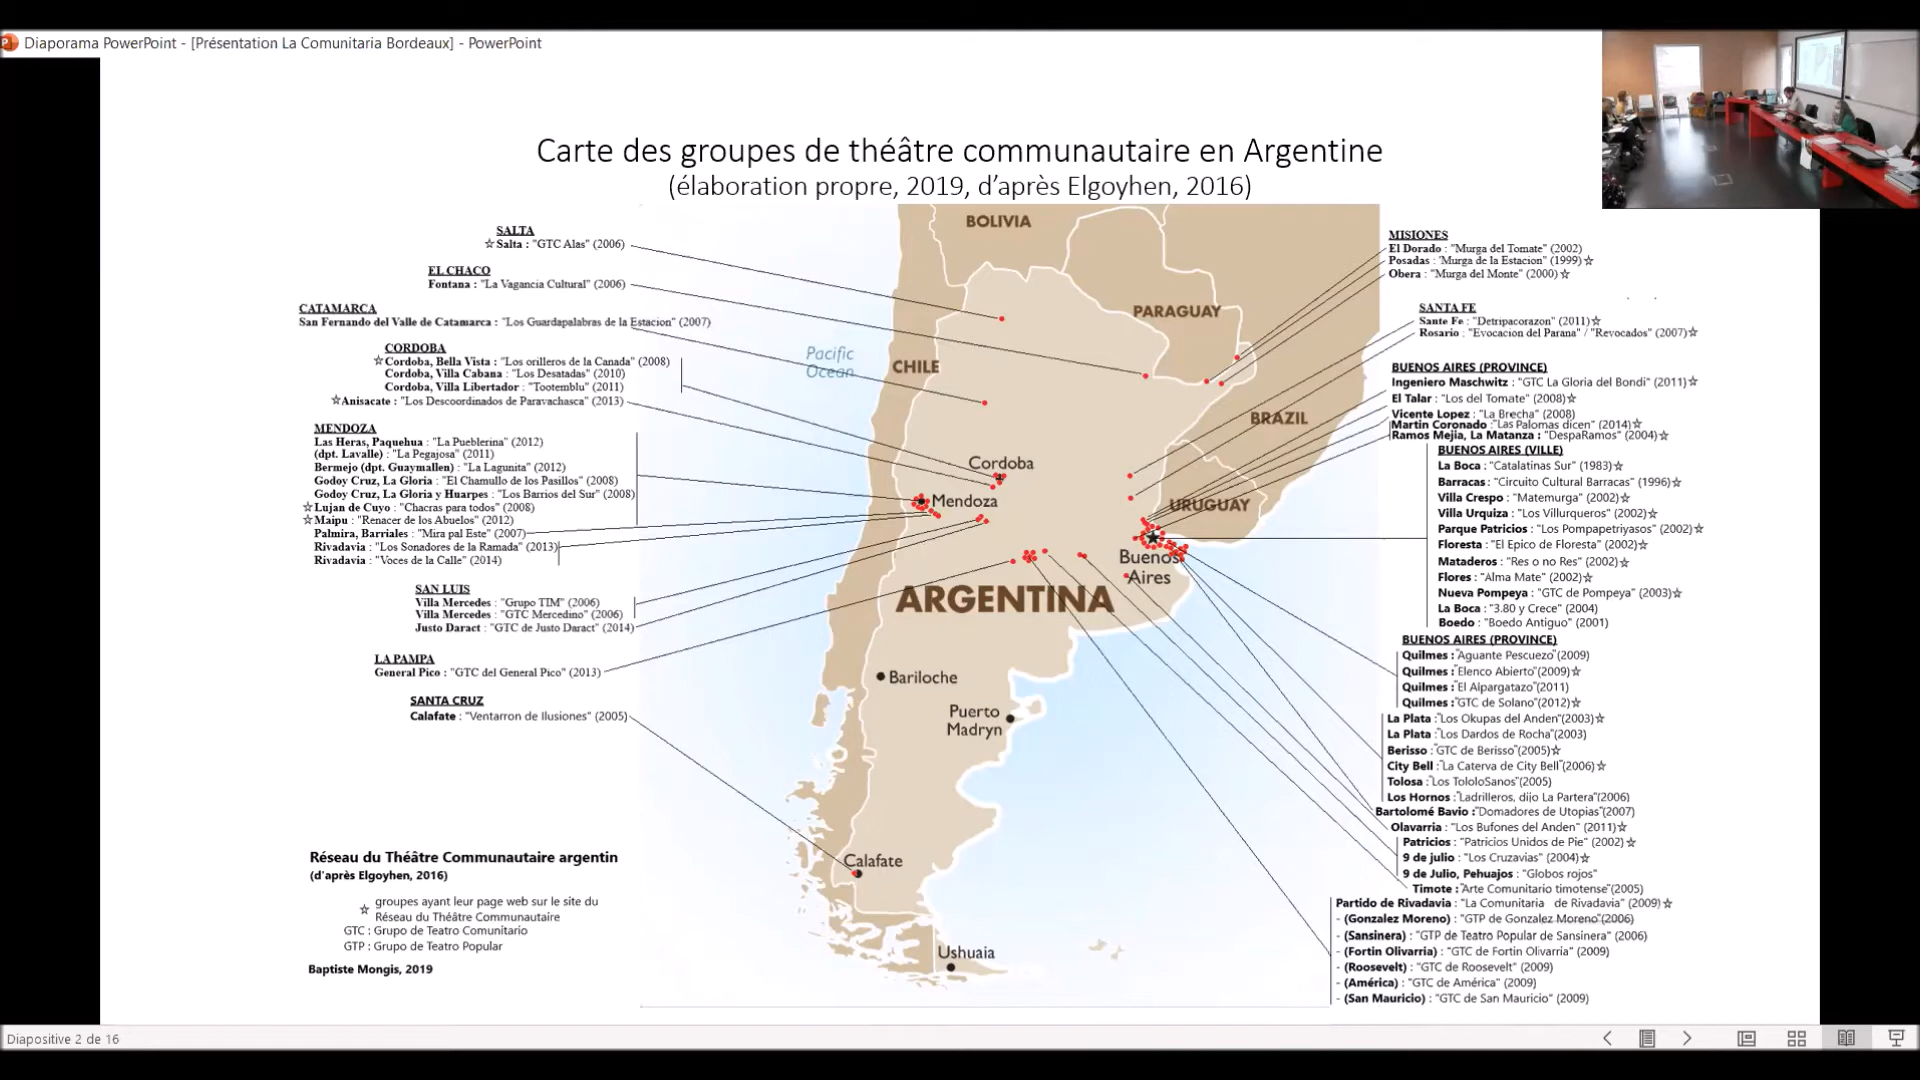 Diaporama PowerPoint - [Présentation La Comunitaria Bordeaux] - PowerPoint
Carte des groupes de théâtre communautaire en Argentine
(élaboration propre, 2019, d’après Elgoyhen, 2016)
SALTA
☆Salta : "GTC Alas" (2006)
EL CHACO
Fontana : "La Vagancia Cultural" (2006)
CATAMARCA
San Fernando del Valle de Catamarca : "Los Guardapalabras de la Estacion" (2007)
CORDOBA
☆Cordoba, Bella Vista : "Los orilleros de la Canada" (2008)
Cordoba, Villa Cabana : "Los Desatadas" (2010)
Cordoba, Villa Libertador : "Tootemblu" (2011)
☆Anisacate : "Los Descoordinados de Paravachasca" (2013)
MENDOZA
Las Heras, Paquehua : "La Pueblerina" (2012)
(dpt. Lavalle) : "La Pegajosa" (2011)
Bermejo (dpt. Guaymallen) : "La Lagunita" (2012)
Godoy Cruz, La Gloria : "El Chamullo de los Pasillos" (2008)
Godoy Cruz, La Gloria y Huarpes : "Los Barrios del Sur" (2008)
☆Lujan de Cuyo : "Chacras para todos" (2008)
☆Maipu : "Renacer de los Abuelos" (2012)
Palmira, Barriales : "Mira pal Este" (2007)
Rivadavia : "Los Sonadores de la Ramada" (2013)
Rivadavia : "Voces de la Calle" (2014)
SAN LUIS
Villa Mercedes : "Grupo TIM" (2006)
Villa Mercedes : "GTC Mercedino" (2006)
Justo Daract : "GTC de Justo Daract" (2014)
LA PAMPA
General Pico : "GTC del General Pico" (2013)
SANTA CRUZ
Calafate : "Ventarron de Ilusiones" (2005)
Réseau du Théâtre Communautaire argentin
(d'après Elgoyhen, 2016)
☆ groupes ayant leur page web sur le site du
Réseau du Théâtre Communautaire
GTC : Grupo de Teatro Comunitario
GTP : Grupo de Teatro Popular
Baptiste Mongis, 2019
BOLIVIA
PARAGUAY
Pacific
Ocean
CHILE
BRAZIL
Cordoba
Mendoza
URUGUAY
Buenos
Aires
ARGENTINA
Bariloche
Puerto
Madryn
Calafate
Ushuaia
MISIONES
El Dorado : "Murga del Tomate" (2002)
Posadas : "Murga de la Estacion" (1999)☆
Obera : "Murga del Monte" (2000)☆
SANTA FE
Sante Fe : "Detripacorazon" (2011)☆
Rosario : "Evocacion del Parana" / "Revocados" (2007)☆
BUENOS AIRES (PROVINCE)
Ingeniero Maschwitz : "GTC La Gloria del Bondi" (2011)☆
El Talar : "Los del Tomate" (2008)☆
Vicente Lopez : "La Brecha" (2008)
Martin Coronado : "Las Palomas dicen" (2014)☆
Ramos Mejia, La Matanza : "DespaRamos" (2004)☆
BUENOS AIRES (VILLE)
La Boca : "Catalatinas Sur" (1983)☆
Barracas : "Circuito Cultural Barracas" (1996)☆
Villa Crespo : "Matemurga" (2002)☆
Villa Urquiza : "Los Villurqueros" (2002)☆
Parque Patricios : "Los Pompapetriyasos" (2002)☆
Floresta : "El Epico de Floresta" (2002)☆
Mataderos : "Res o no Res" (2002)☆
Flores : "Alma Mate" (2002)☆
Nueva Pompeya : "GTC de Pompeya" (2003)☆
La Boca : "3.80 y Crece" (2004)
Boedo : "Boedo Antiguo" (2001)
BUENOS AIRES (PROVINCE)
Quilmes : "Aguante Pescuezo"(2009)
Quilmes : "Elenco Abierto"(2009)☆
Quilmes : "El Alpargatazo"(2011)
Quilmes : "GTC de Solano"(2012)☆
La Plata : "Los Okupas del Anden"(2003)☆
La Plata : "Los Dardos de Rocha"(2003)
Berisso : "GTC de Berisso"(2005)☆
City Bell : "La Caterva de City Bell"(2006)☆
Tolosa : "Los TololoSanos"(2005)
Los Hornos : "Ladrilleros, dijo La Partera"(2006)
Bartolomé Bavio : "Domadores de Utopias"(2007)
Olavarria : "Los Bufones del Anden" (2011)☆
Patricios : "Patricios Unidos de Pie" (2002)☆
9 de julio : "Los Cruzavias" (2004)☆
9 de Julio, Pehuajos : "Globos rojos"
Timote : "Arte Comunitario timotense"(2005)
Partido de Rivadavia : "La Comunitaria de Rivadavia" (2009)☆
- (Gonzalez Moreno) : "GTP de Gonzalez Moreno"(2006)
- (Sansinera) : "GTP de Teatro Popular de Sansinera" (2006)
- (Fortin Olivarria) : "GTC de Fortin Olivarria" (2009)
- (Roosevelt) : "GTC de Roosevelt" (2009)
- (América) : "GTC de América" (2009)
- (San Mauricio) : "GTC de San Mauricio" (2009)
Diapositive 2 de 16